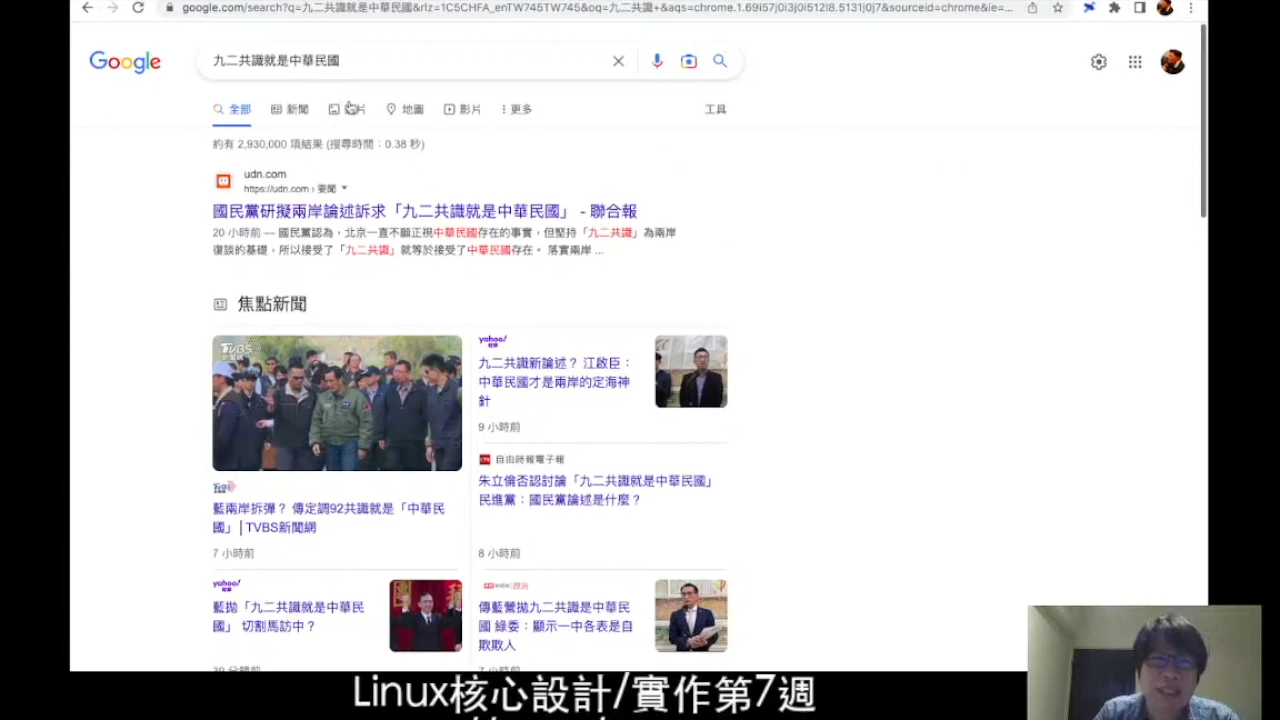 google.com/search?q=九二共識就是中華民國&rlz=1C5CHFA_enTW745TW745&oq=九二共識+&aqs=chrome.1.69i57j0i3j0i512l8.5131j0j7&sourceid=chrome&ie=...
Google
九二共識就是中華民國
全部
新聞
地圖
影片
更多
工具
約有 2,930,000 項結果 (搜尋時間：0.38 秒)
udn.com
https://udn.com › 要聞
國民黨研擬兩岸論述訴求「九二共識就是中華民國」 - 聯合報
20 小時前 — 國民黨認為，北京一直不願正視中華民國存在的事實，但堅持「九二共識」為兩岸
復談的基礎，所以接受了「九二共識」就等於接受了中華民國存在。 落實兩岸 ...
焦點新聞
TVBS
新聞網
藍兩岸拆彈？ 傳定調92共識就是「中華民
國」│TVBS新聞網
7 小時前
yahoo!
九二共識新論述？ 江啟臣：
中華民國才是兩岸的定海神
針
9 小時前
自由時報電子報
朱立倫否認討論「九二共識就是中華民國」
民進黨：國民黨論述是什麼？
8 小時前
yahoo!
藍拋「九二共識就是中華民
國」 切割馬訪中？
傳藍營拋九二共識是中華民
國 綠委：顯示一中各表是自
欺欺人
Linux核心設計/實作第7週